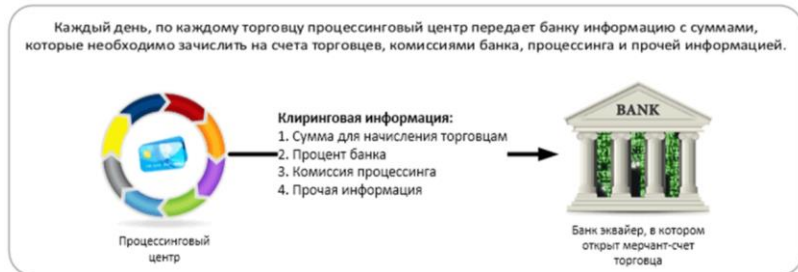 Каждый день, по каждому торговцу процессинговый центр передает банку информацию с суммами,
которые необходимо зачислить на счета торговцев, комиссиями банка, процессинга и прочей информацией.
Клиринговая информация:
1. Сумма для начисления торговцам
2. Процент банка
3. Комиссия процессинга
4. Прочая информация
BANK
Процессинговый
центр
Банк эквайер, в котором
открыт мерчант-счет
торговца